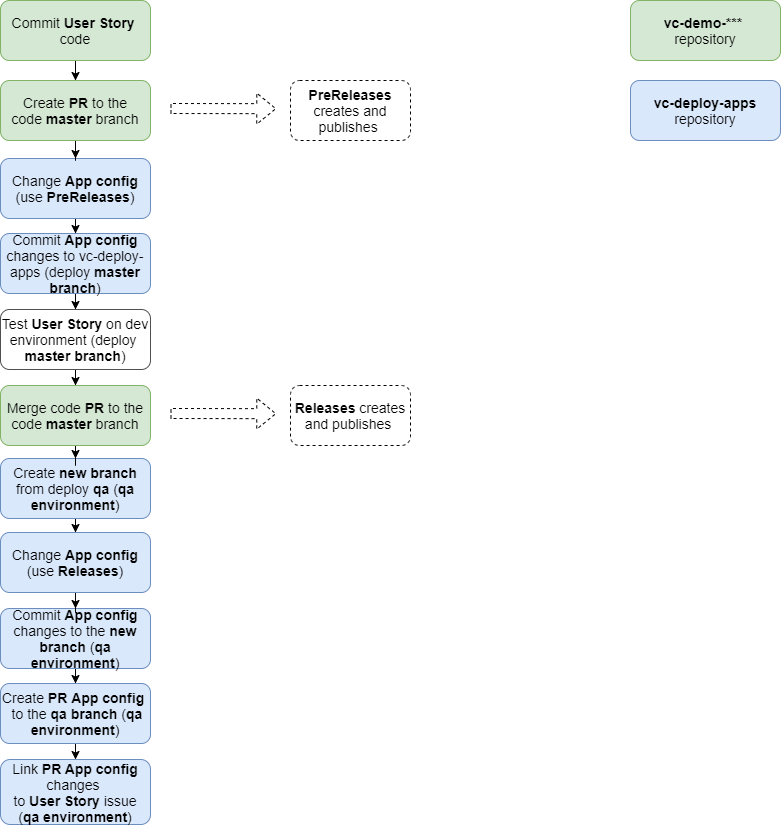 Commit User Story
code
vc-demo-***
repository
Create PR to the
code master branch
PreReleases
creates and
publishes
vc-deploy-apps
repository
Change App config
(use PreReleases)
Commit App config
changes to vc-deploy-
apps (deploy master
branch)
Test User Story on dev
environment (deploy
master branch)
Merge code PR to the
code master branch
Releases creates
and publishes
Create new branch
from deploy qa (qa
environment)
Change App config
(use Releases)
Commit App config
changes to the new
branch (qa
environment)
Create PR App config
to the qa branch (qa
environment)
Link PR App config
changes
to User Story issue
(qa environment)